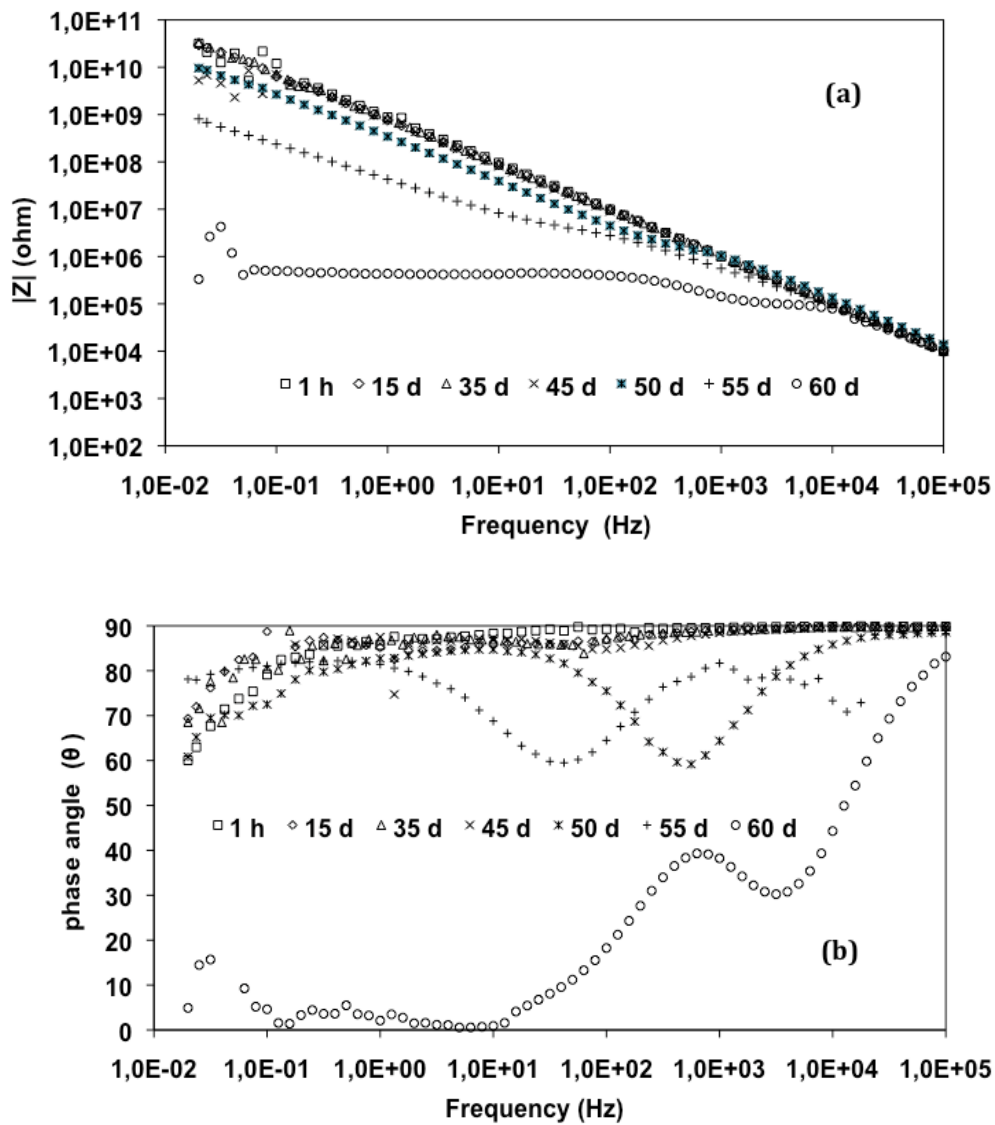 1,0E+11
1,0E+10
1,0E+09
1,0E+08
1,0E+07
1,0E+06
1,0E+05
1,0E+04
1,0E+03
1,0E+02
|Z| (ohm)
(a)
1 h 15 d 35 d 45 d 50 d 55 d 60 d
1,0E-02 1,0E-01 1,0E+00 1,0E+01 1,0E+02 1,0E+03 1,0E+04 1,0E+05
Frequency (Hz)
90
80
70
60
50
40
30
20
10
0
phase angle (θ)
1 h 15 d 35 d 45 d 50 d 55 d 60 d
(b)
1,0E-02 1,0E-01 1,0E+00 1,0E+01 1,0E+02 1,0E+03 1,0E+04 1,0E+05
Frequency (Hz)